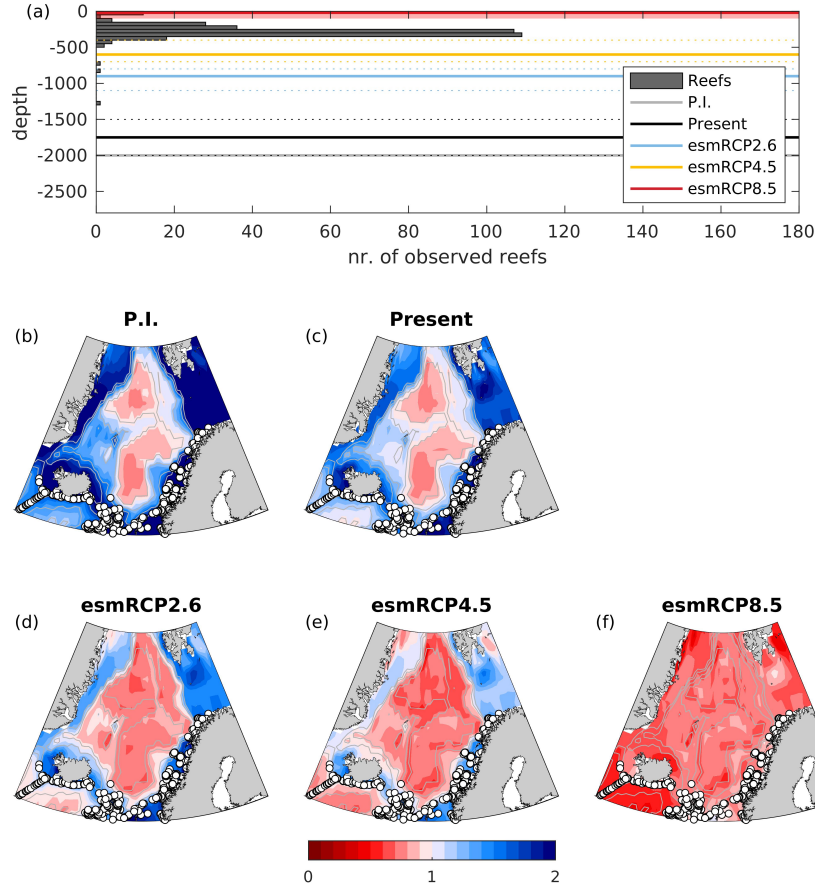 (a)
0
-500
-1000
-1500
-2000
-2500
depth
Reefs
P.I.
Present
esmRCP2.6
esmRCP4.5
esmRCP8.5
0 20 40 60 80 100 120 140 160 180
nr. of observed reefs
(b) P.I.
(c) Present
(d) esmRCP2.6
(e) esmRCP4.5
(f) esmRCP8.5
0 1 2